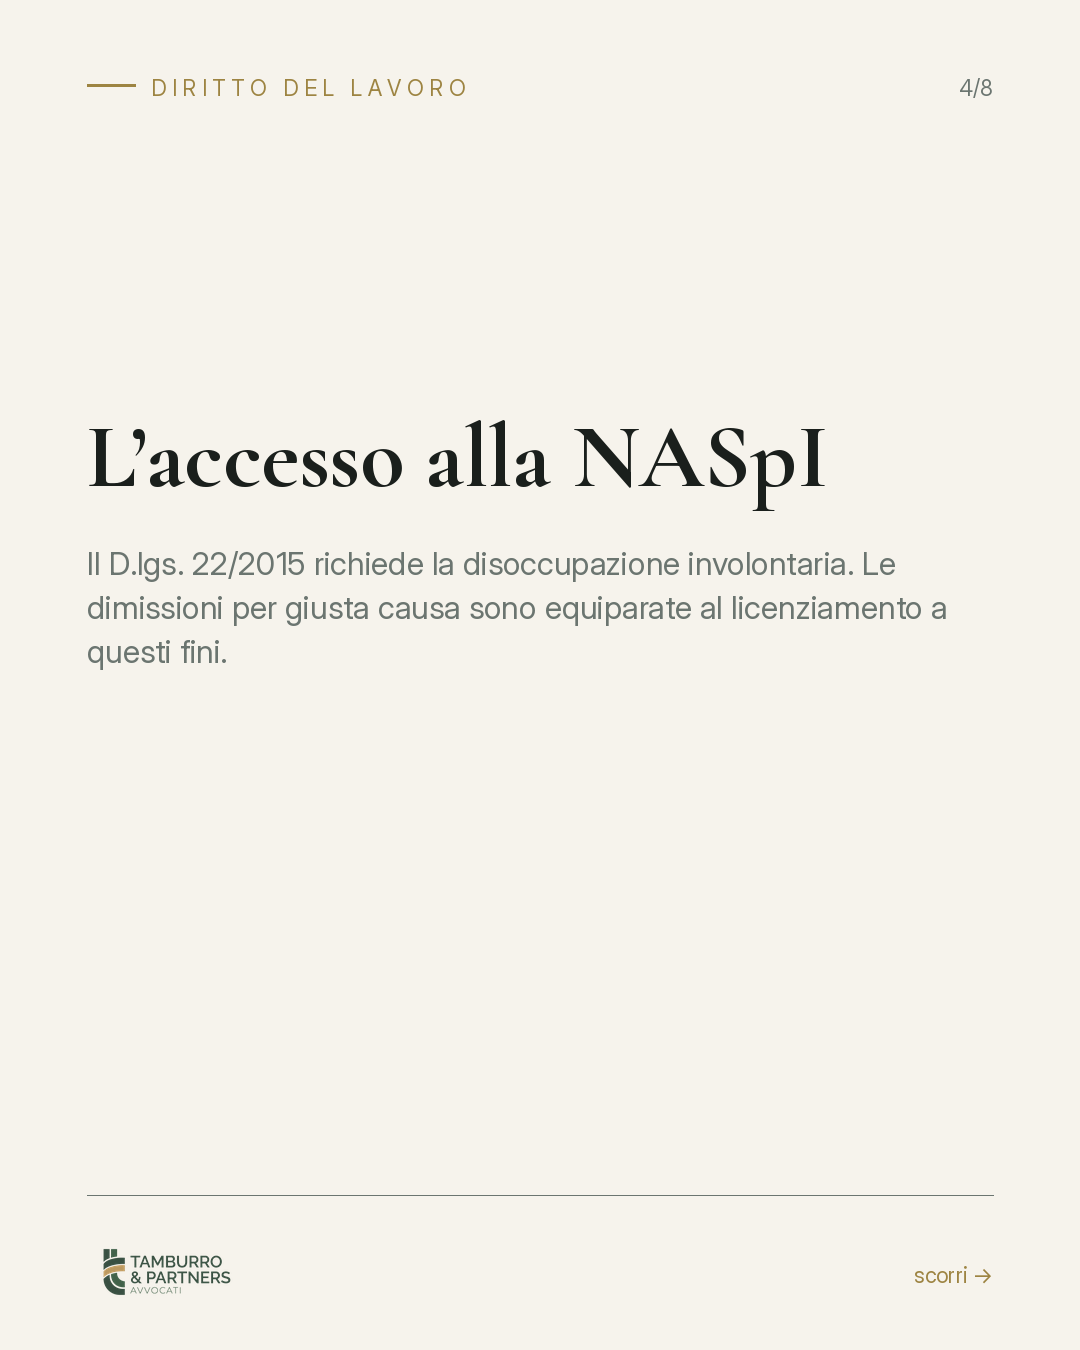 DIRITTO DEL LAVORO
4/8
L’accesso alla NASpI
Il D.lgs. 22/2015 richiede la disoccupazione involontaria. Le
dimissioni per giusta causa sono equiparate al licenziamento a
questi fini.
TAMBURRO
& PARTNERS
AVVOCATI
scorri →